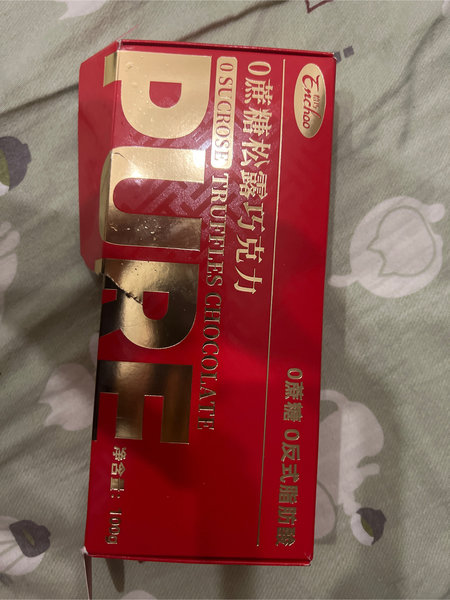 Enchoo
0蔗糖松露巧克力
0 SUCROSE TRUFFLES CHOCOLATE
PURE
0蔗糖 0反式脂肪酸
净含量: 100g